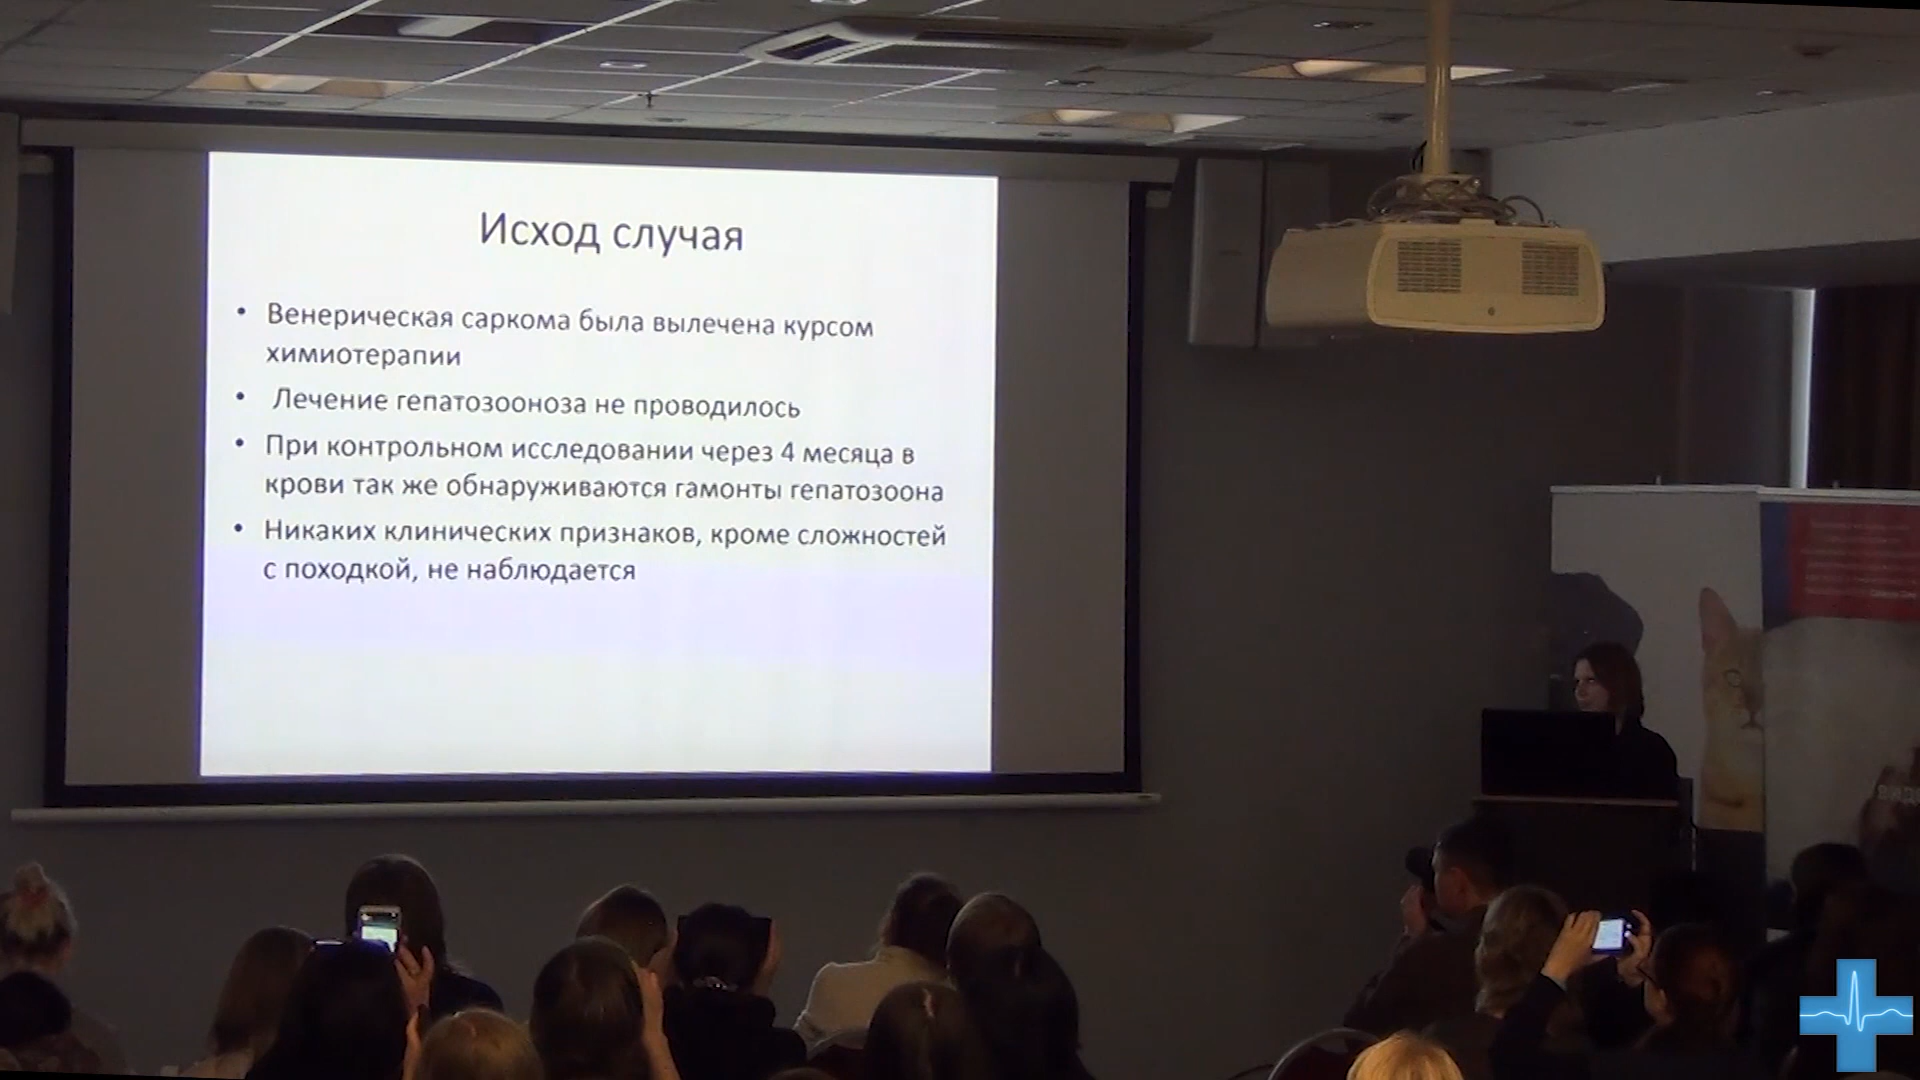 Исход случая
• Венерическая саркома была вылечена курсом
химиотерапии
• Лечение гепатозооноза не проводилось
• При контрольном исследовании через 4 месяца в
крови так же обнаруживаются гамонты гепатозоона
• Никаких клинических признаков, кроме сложностей
с походкой, не наблюдается